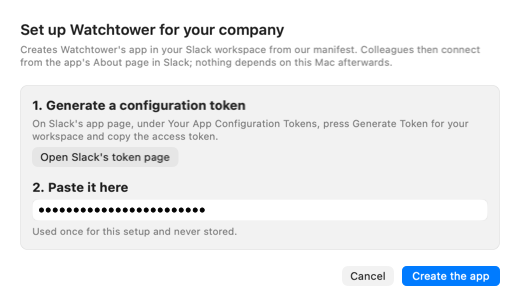 Set up Watchtower for your company
Creates Watchtower's app in your Slack workspace from our manifest. Colleagues then connect
from the app's About page in Slack; nothing depends on this Mac afterwards.
1. Generate a configuration token
On Slack's app page, under Your App Configuration Tokens, press Generate Token for your
workspace and copy the access token.
Open Slack's token page
2. Paste it here
●●●●●●●●●●●●●●●●●●●●●●●●
Used once for this setup and never stored.
Cancel
Create the app